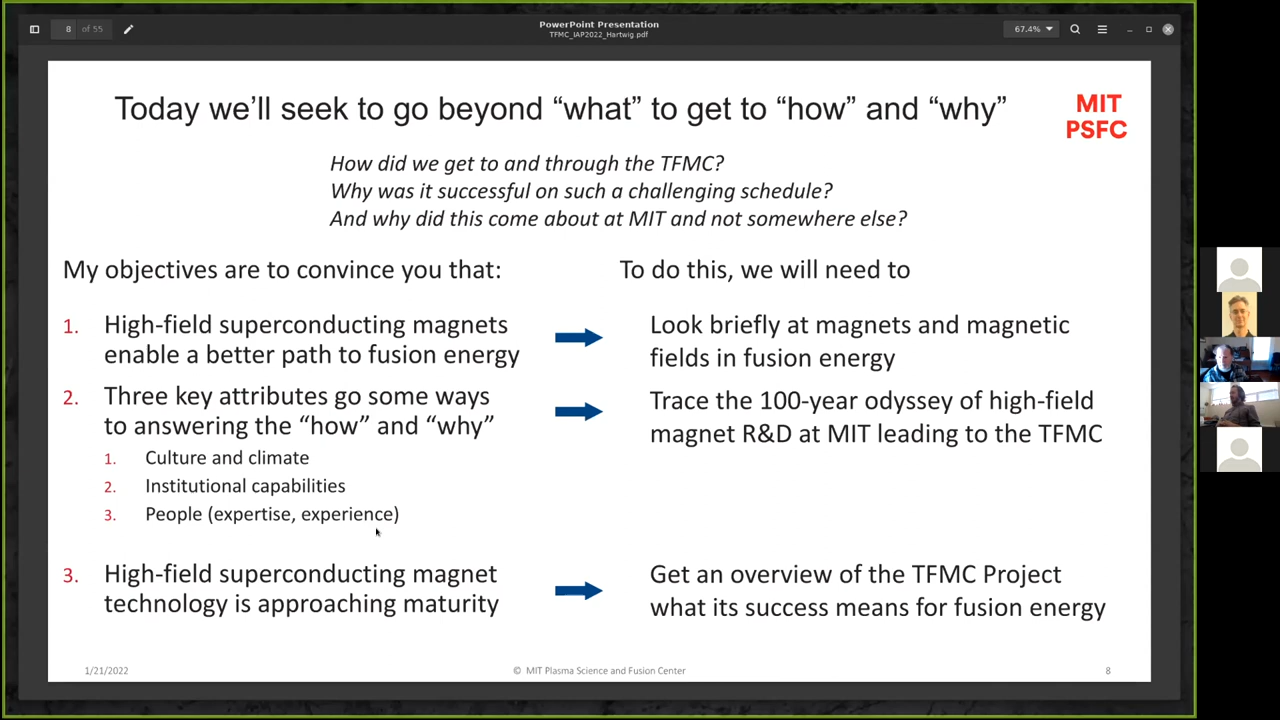 PowerPoint Presentation
8 of 55
TFMC_IAP2022_Hartwig.pdf
67.4%
Today we'll seek to go beyond “what” to get to “how” and “why”
MIT
PSFC
How did we get to and through the TFMC?
Why was it successful on such a challenging schedule?
And why did this come about at MIT and not somewhere else?
My objectives are to convince you that:
To do this, we will need to
1. High-field superconducting magnets
enable a better path to fusion energy
Look briefly at magnets and magnetic
fields in fusion energy
2. Three key attributes go some ways
to answering the “how” and “why”
Trace the 100-year odyssey of high-field
magnet R&D at MIT leading to the TFMC
1. Culture and climate
2. Institutional capabilities
3. People (expertise, experience)
3. High-field superconducting magnet
technology is approaching maturity
Get an overview of the TFMC Project
what its success means for fusion energy
1/21/2022
© MIT Plasma Science and Fusion Center
8